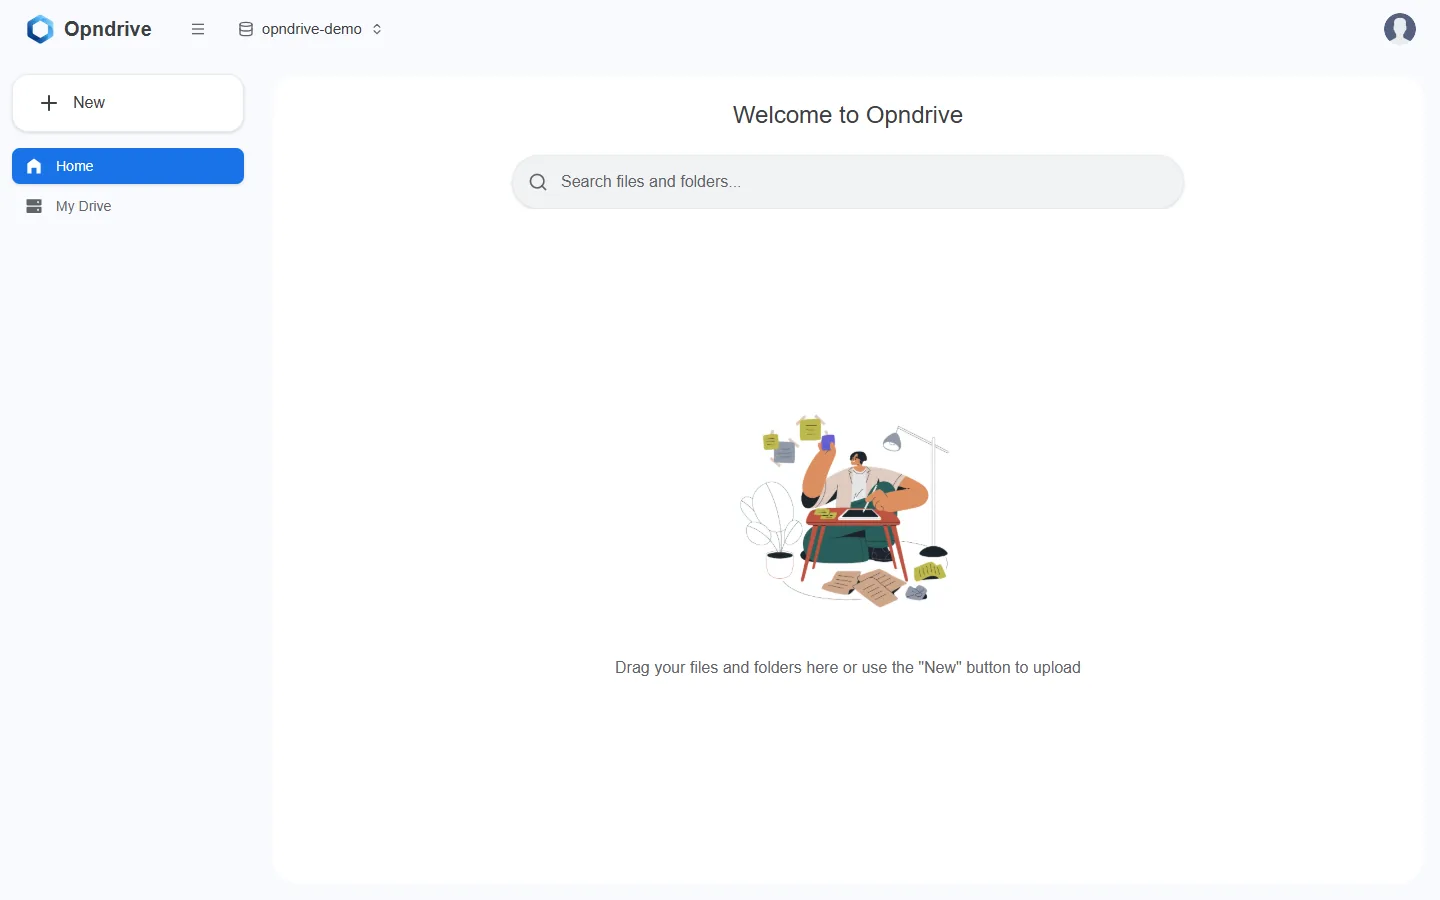 Opndrive
opndrive-demo
New
Home
My Drive
Welcome to Opndrive
Search files and folders...
Drag your files and folders here or use the "New" button to upload